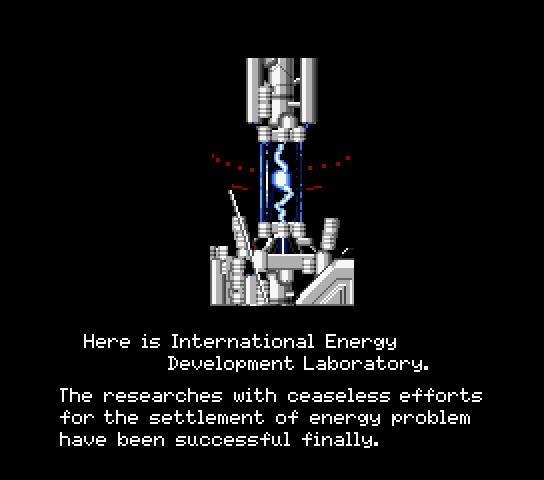 Here is International Energy
Development Laboratory.
The researches with ceaseless efforts
for the settlement of energy problem
have been successful finally.